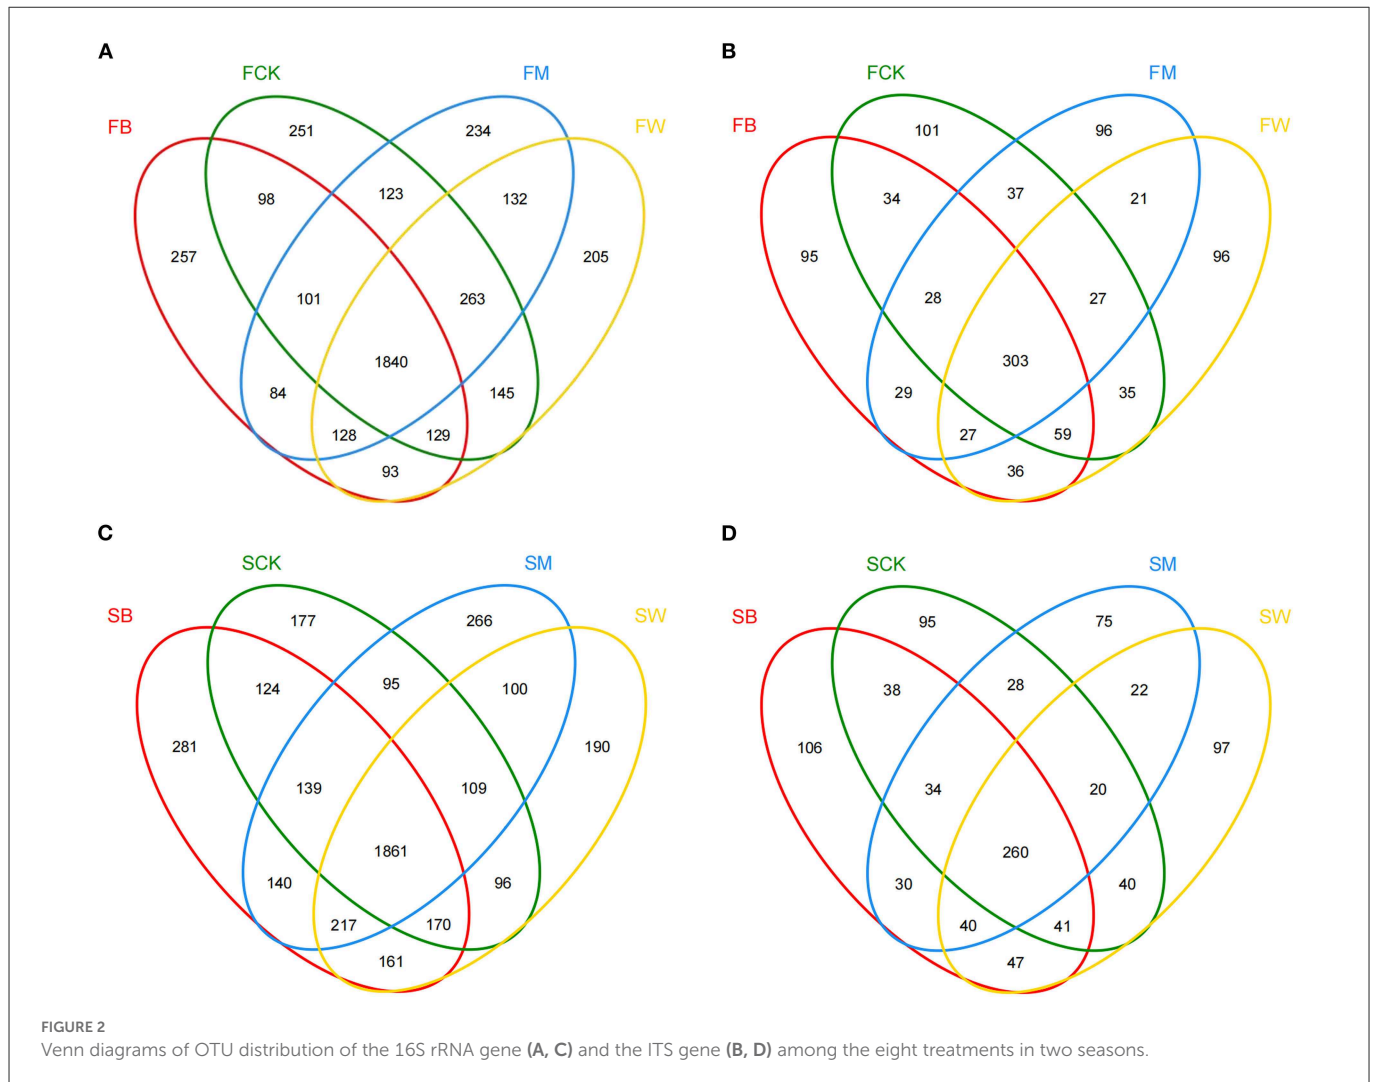 A
FCK
FM
FB
FW
251
234
98
123
132
257
205
101
263
1840
84
145
128
129
93
B
FCK
FM
FB
FW
101
96
34
37
21
95
96
28
27
303
29
35
27
59
36
C
SCK
SM
SB
SW
177
266
124
95
100
281
190
139
109
1861
140
96
217
170
161
D
SCK
SM
SB
SW
95
75
38
28
22
106
97
34
20
260
30
40
40
41
47
FIGURE 2
Venn diagrams of OTU distribution of the 16S rRNA gene (A, C) and the ITS gene (B, D) among the eight treatments in two seasons.